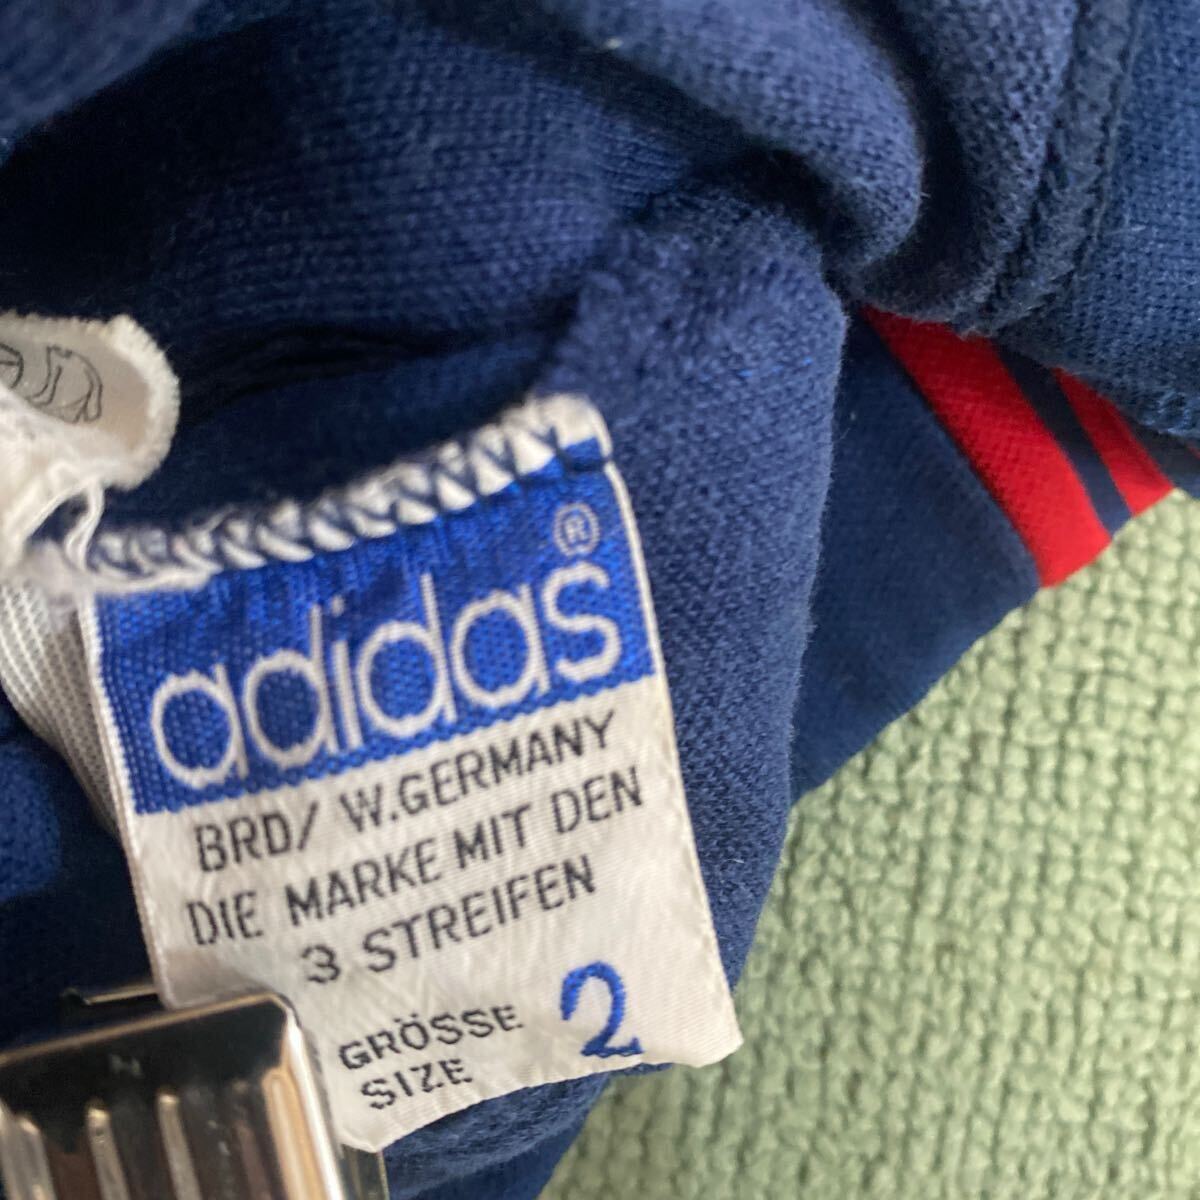 adidas®
BRD/ W.GERMANY
DIE MARKE MIT DEN
3 STREIFEN
GRÖSSE
SIZE 2